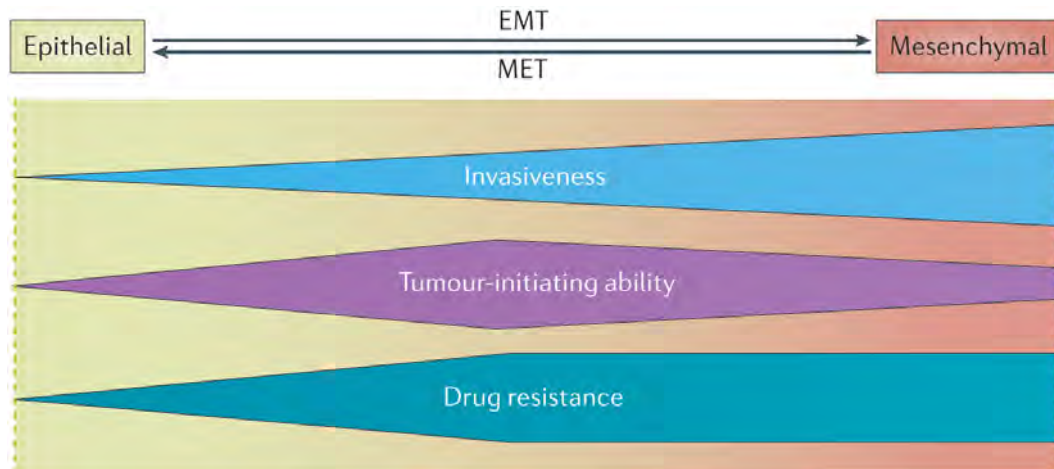 EMT
Epithelial
Mesenchymal
MET
Invasiveness
Tumour-initiating ability
Drug resistance